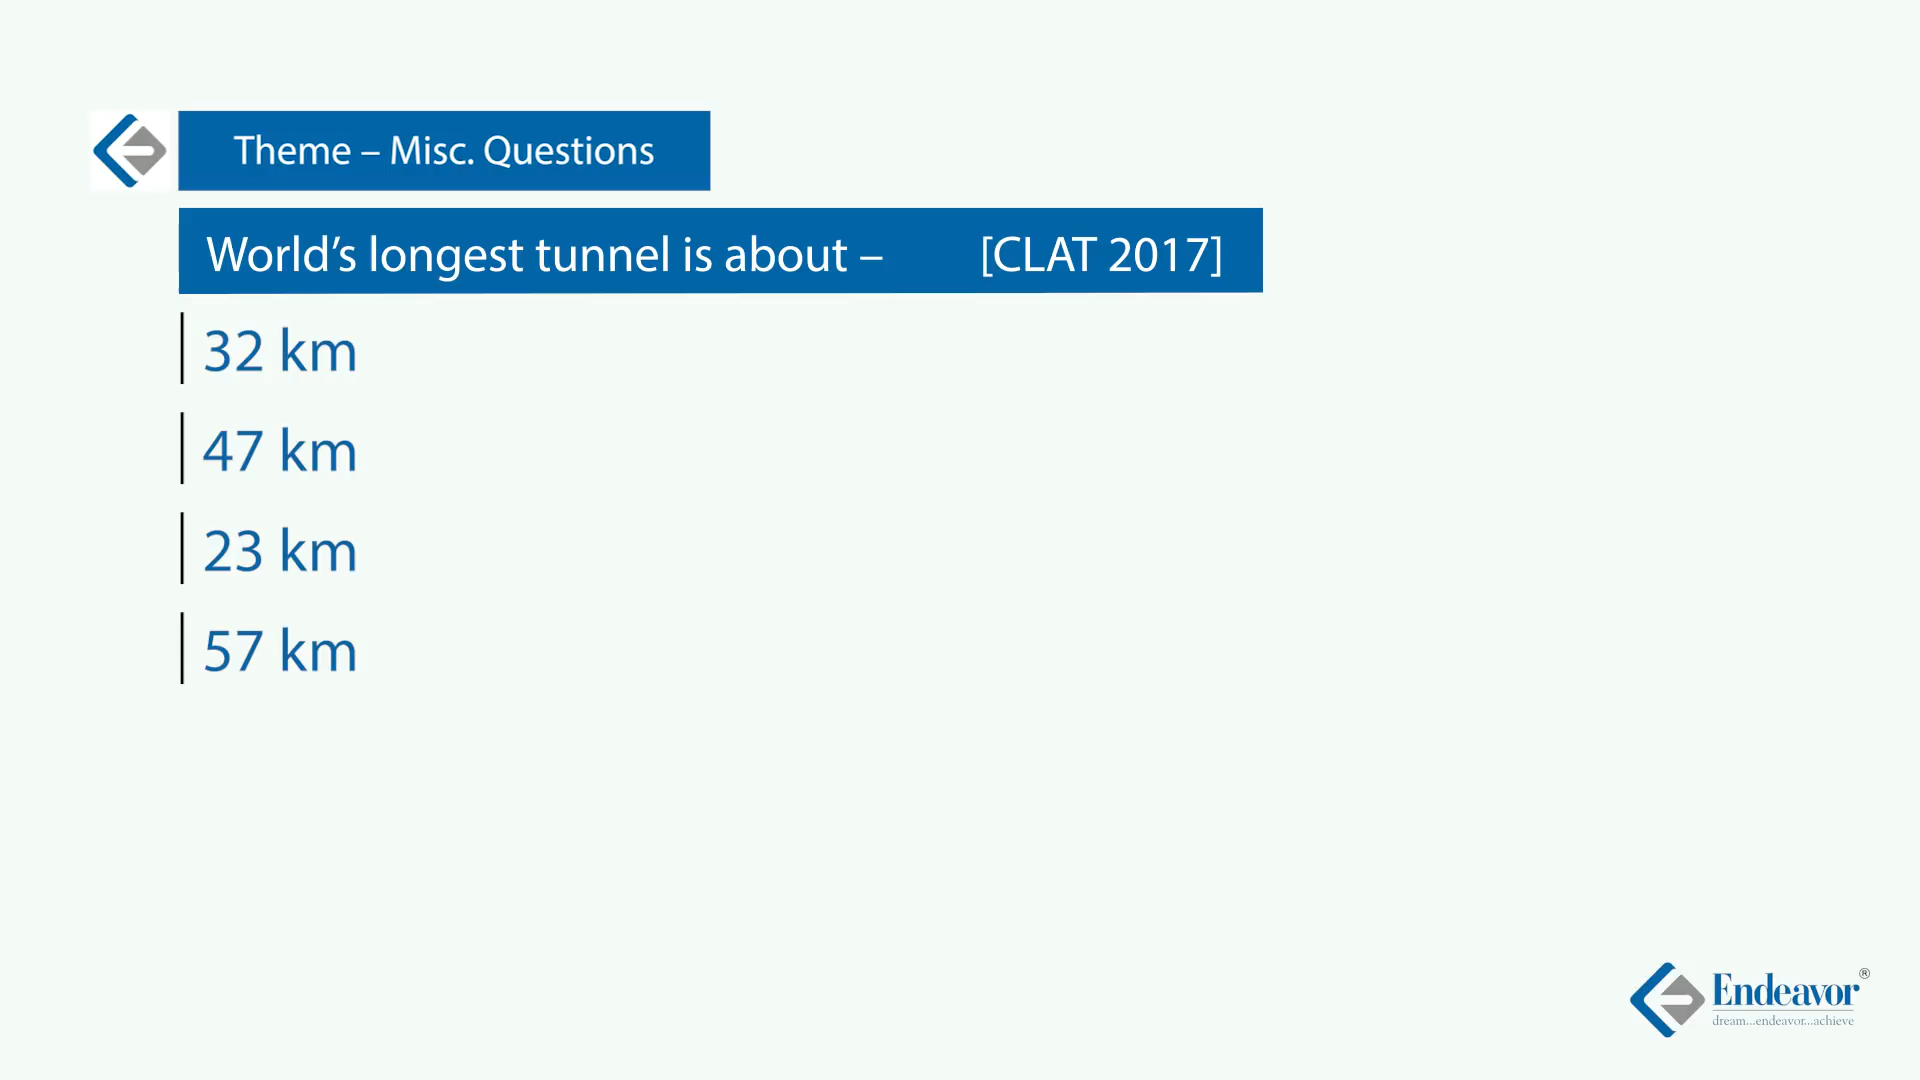 Theme – Misc. Questions
World’s longest tunnel is about – [CLAT 2017]
32 km
47 km
23 km
57 km
Endeavor®
dream...endeavor...achieve